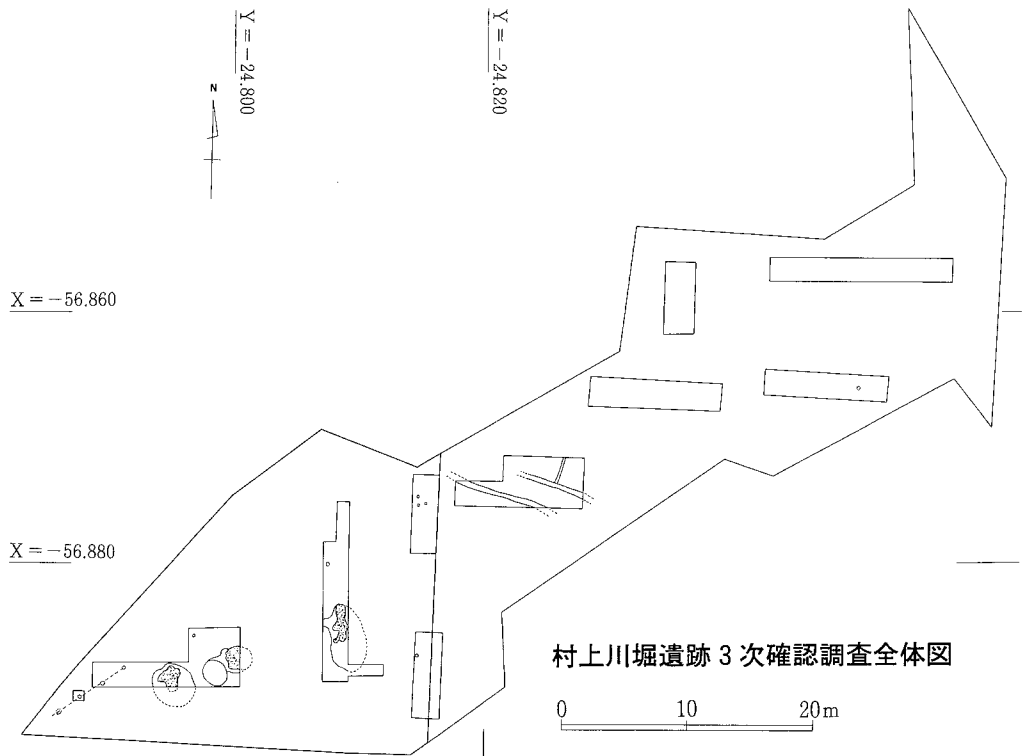 Y = -24.800
Y = -24.820
N
X = -56.860
X = -56.880
村上川堀遺跡3次確認調査全体図
0 10 20m